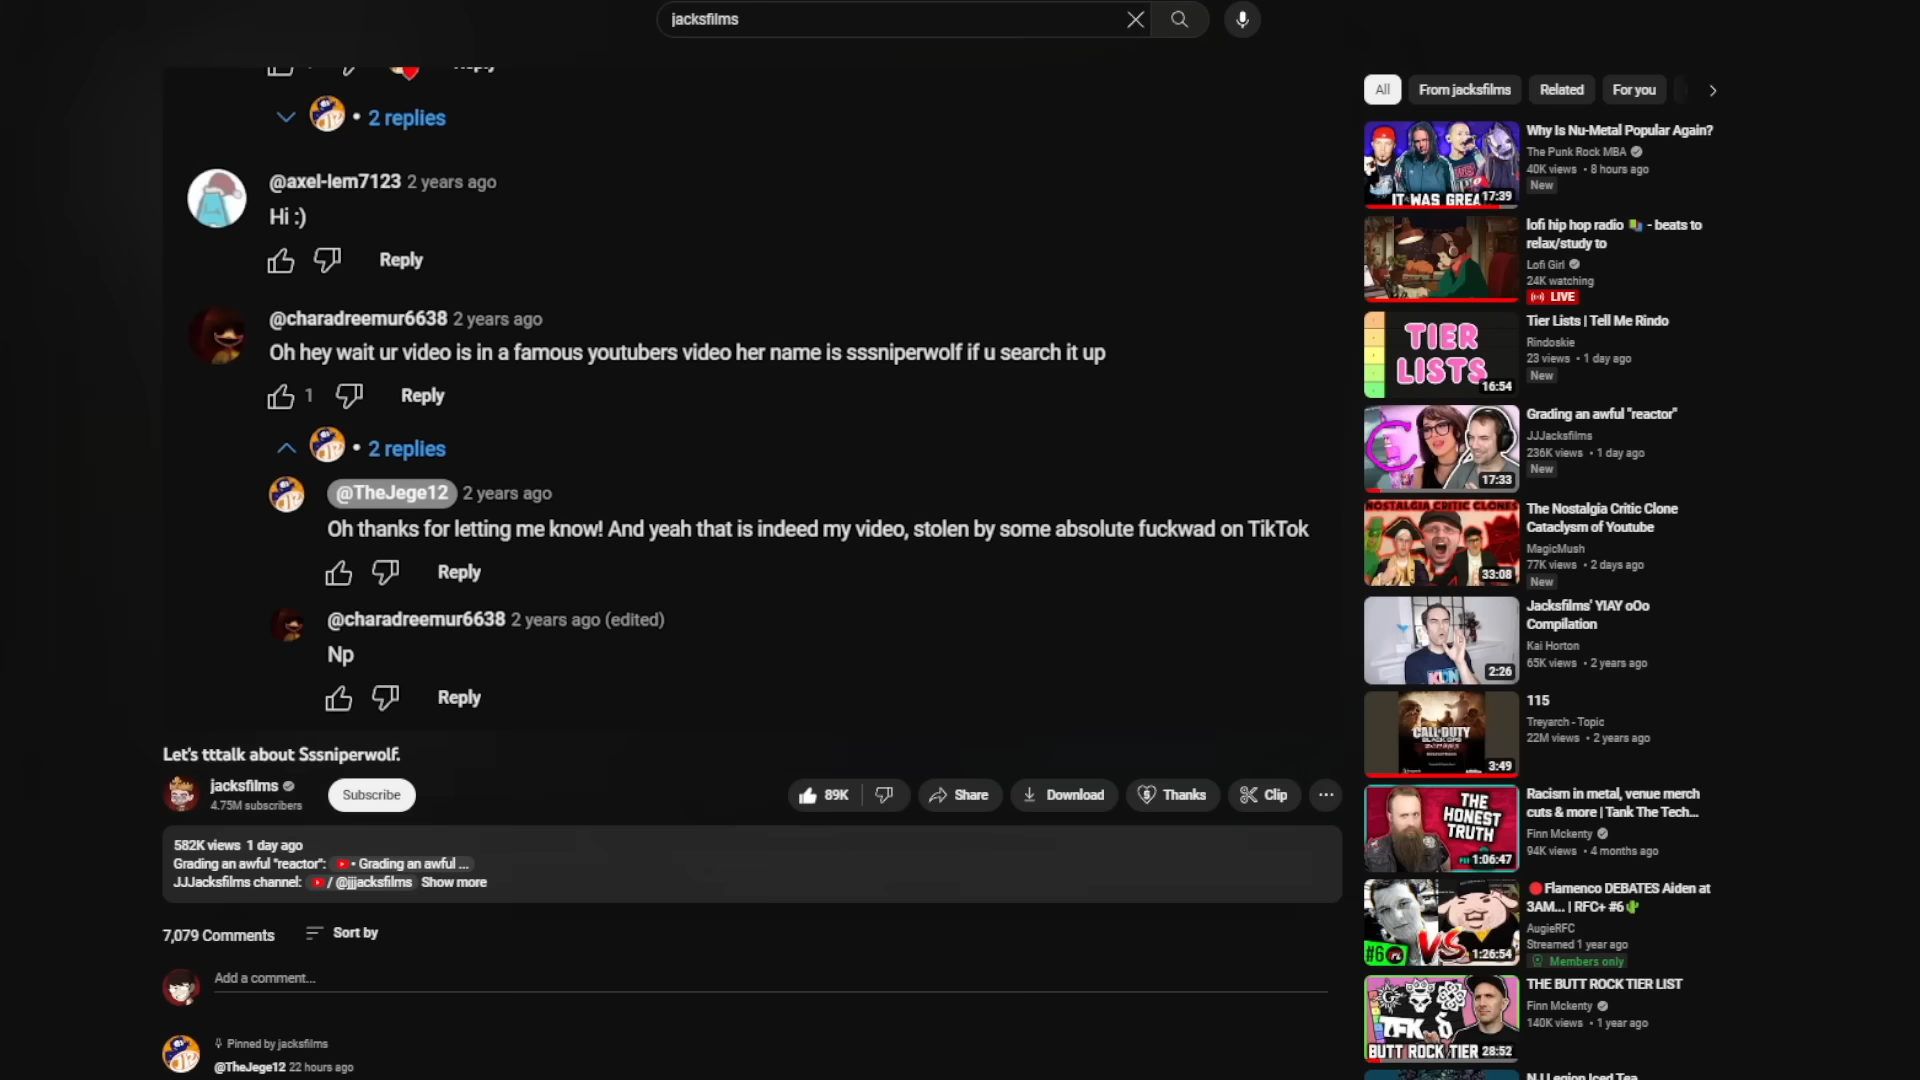 jacksfilms
Reply
• 2 replies
@axel-lem7123 2 years ago
Hi :)
Reply
@charadreemur6638 2 years ago
Oh hey wait ur video is in a famous youtubers video her name is sssniperwolf if u search it up
1 Reply
• 2 replies
@TheJege12 2 years ago
Oh thanks for letting me know! And yeah that is indeed my video, stolen by some absolute fuckwad on TikTok
Reply
@charadreemur6638 2 years ago (edited)
Np
Reply
Let's tttalk about Sssniperwolf.
jacksfilms
4.75M subscribers
Subscribe
89K Share Download Thanks Clip
582K views 1 day ago
Grading an awful "reactor": • Grading an awful ...
JJJacksfilms channel: / @jjjacksfilms Show more
7,079 Comments Sort by
Add a comment...
Pinned by jacksfilms
@TheJege12 22 hours ago
All From jacksfilms Related For you
IT WAS GREA
17:39
Why Is Nu-Metal Popular Again?
The Punk Rock MBA
40K views • 8 hours ago
New
lofi hip hop radio - beats to
relax/study to
Lofi Girl
24K watching
LIVE
TIER
LISTS
16:54
Tier Lists | Tell Me Rindo
Rindoskie
23 views • 1 day ago
New
17:33
Grading an awful "reactor"
JJJacksfilms
236K views • 1 day ago
New
NOSTALGIA CRITIC CLONES
33:08
The Nostalgia Critic Clone
Cataclysm of Youtube
MagicMush
77K views • 2 days ago
New
2:26
Jacksfilms' YIAY oOo
Compilation
Kai Horton
65K views • 2 years ago
CALL OF DUTY
3:49
115
Treyarch - Topic
22M views • 2 years ago
THE
HONEST
TRUTH
1:06:47
Racism in metal, venue merch
cuts & more | Tank The Tech...
Finn Mckenty
94K views • 4 months ago
#6
VS
1:26:54
Flamenco DEBATES Aiden at
3AM... | RFC+ #6
AugieRFC
Streamed 1 year ago
Members only
TFK
BUTT ROCK TIER
28:52
THE BUTT ROCK TIER LIST
Finn Mckenty
140K views • 1 year ago